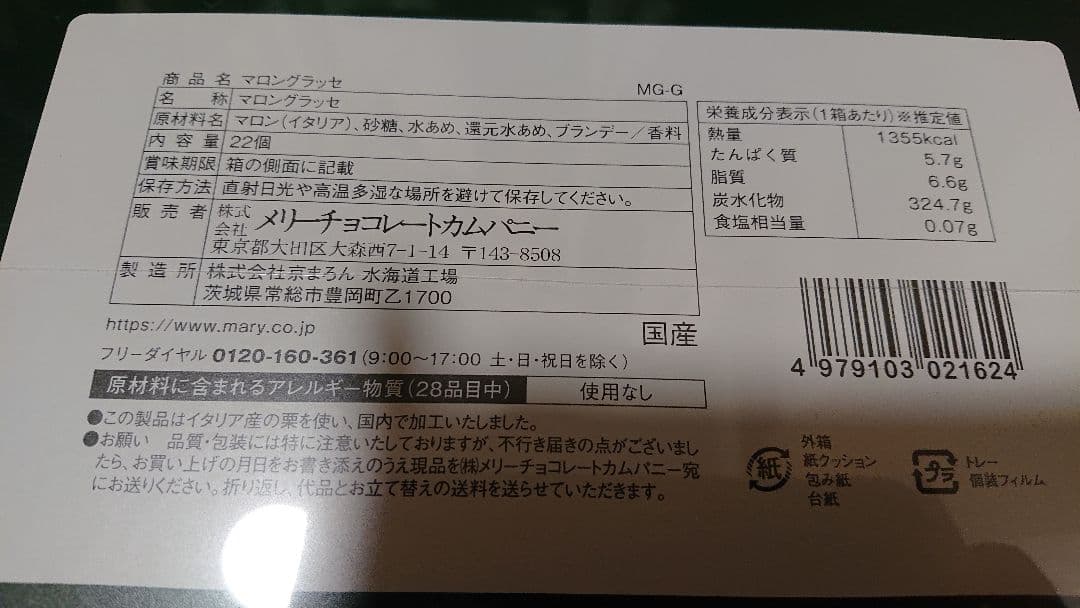 商品名 マロングラッセ
MG-G
名称 マロングラッセ
原材料名 マロン(イタリア)、砂糖、水あめ、還元水あめ、ブランデー/香料
内容量 22個
賞味期限 箱の側面に記載
保存方法 直射日光や高温多湿な場所を避けて保存してください。
販売者 株式会社 メリーチョコレートカムパニー
東京都大田区大森西7-1-14 〒143-8508
製造所 株式会社京まろん 水海道工場
茨城県常総市豊岡町乙1700
栄養成分表示(1箱あたり)※推定値
熱量 1355kcal
たんぱく質 5.7g
脂質 6.6g
炭水化物 324.7g
食塩相当量 0.07g
https://www.mary.co.jp
国産
フリーダイヤル 0120-160-361(9:00〜17:00 土・日・祝日を除く)
原材料に含まれるアレルギー物質(28品目中) 使用なし
4 979103 021624
●この製品はイタリア産の栗を使い、国内で加工いたしました。
●お願い 品質・包装には特に注意いたしておりますが、不行き届きの点がございまし
たら、お買い上げの月日をお書き添えのうえ現品を㈱メリーチョコレートカムパニー宛
にお送りください。折り返し、代品とお立て替えの送料を送らせていただきます。
紙
外箱
紙クッション
包み紙
台紙
プラ
トレー
個装フィルム